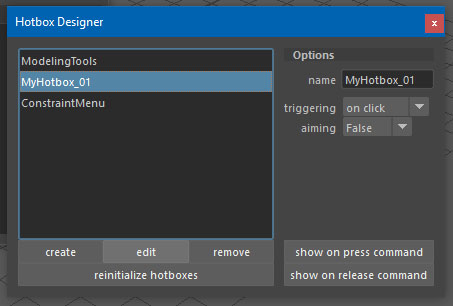 Hotbox Designer
x
ModelingTools
MyHotbox_01
ConstraintMenu
create edit remove
reinitialize hotboxes
Options
name MyHotbox_01
triggering on click
aiming False
show on press command
show on release command